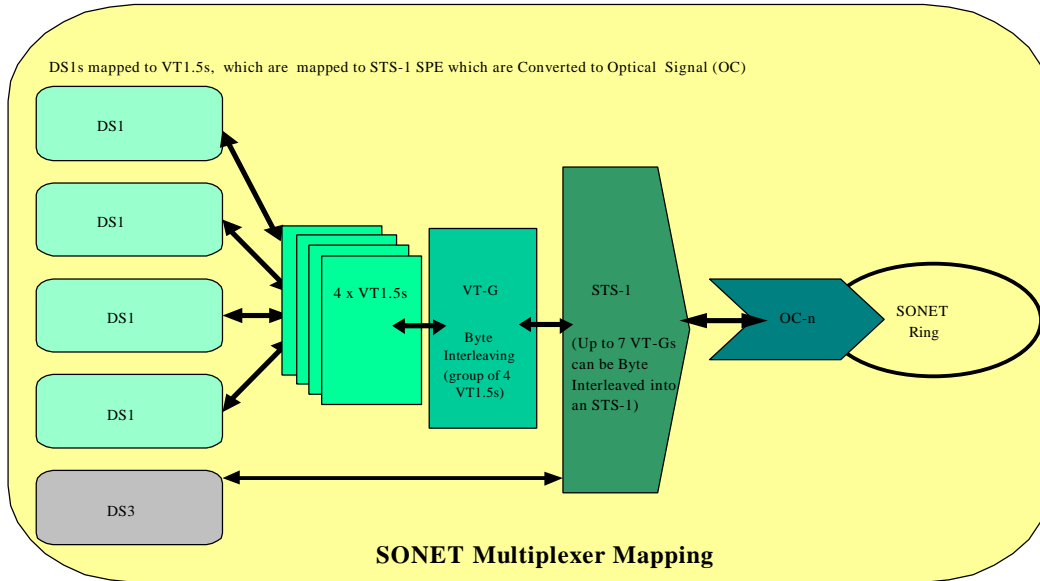 DS1s mapped to VT1.5s, which are mapped to STS-1 SPE which are Converted to Optical Signal (OC)
DS1
DS1
DS1
DS1
DS3
4 x VT1.5s
VT-G
Byte
Interleaving
(group of 4
VT1.5s)
STS-1
(Up to 7 VT-Gs
can be Byte
Interleaved into
an STS-1)
OC-n
SONET
Ring
SONET Multiplexer Mapping